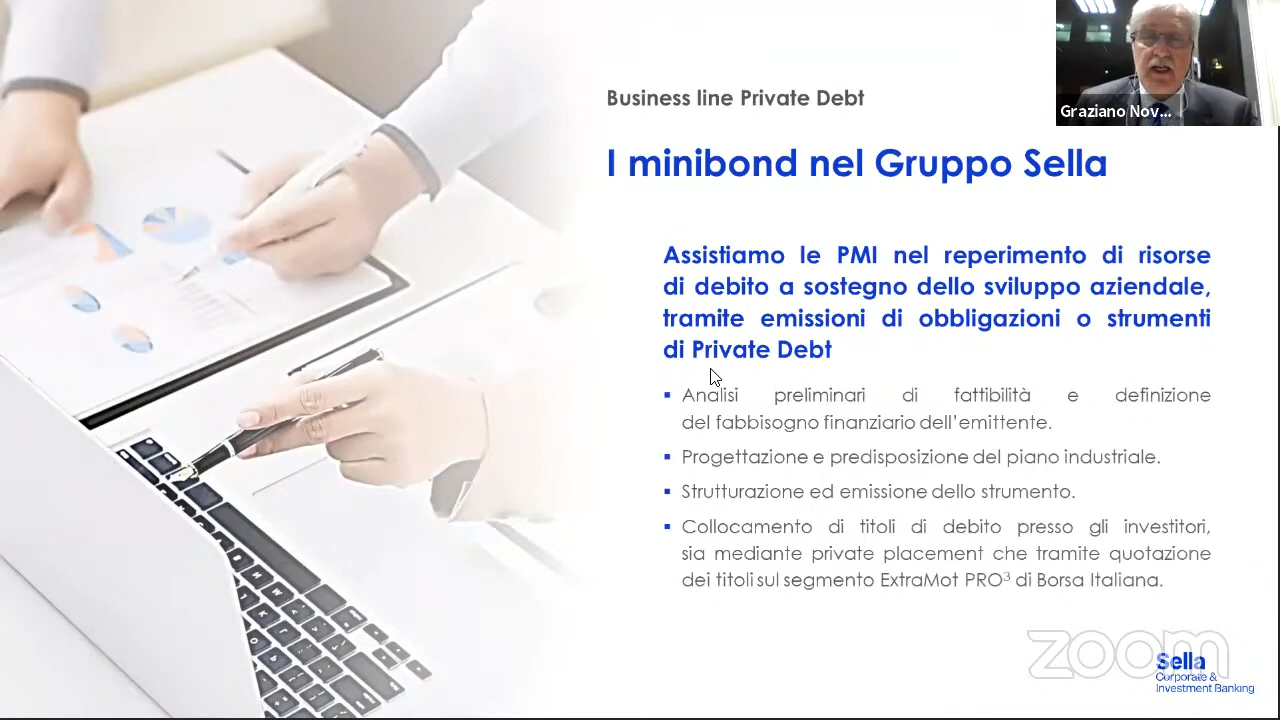 Business line Private Debt
Graziano Nov...
I minibond nel Gruppo Sella
Assistiamo le PMI nel reperimento di risorse
di debito a sostegno dello sviluppo aziendale,
tramite emissioni di obbligazioni o strumenti
di Private Debt
Analisi preliminari di fattibilità e definizione
del fabbisogno finanziario dell'emittente.
Progettazione e predisposizione del piano industriale.
Strutturazione ed emissione dello strumento.
Collocamento di titoli di debito presso gli investitori,
sia mediante private placement che tramite quotazione
dei titoli sul segmento ExtraMot PRO³ di Borsa Italiana.
zoom
Sella
Corporate &
Investment Banking